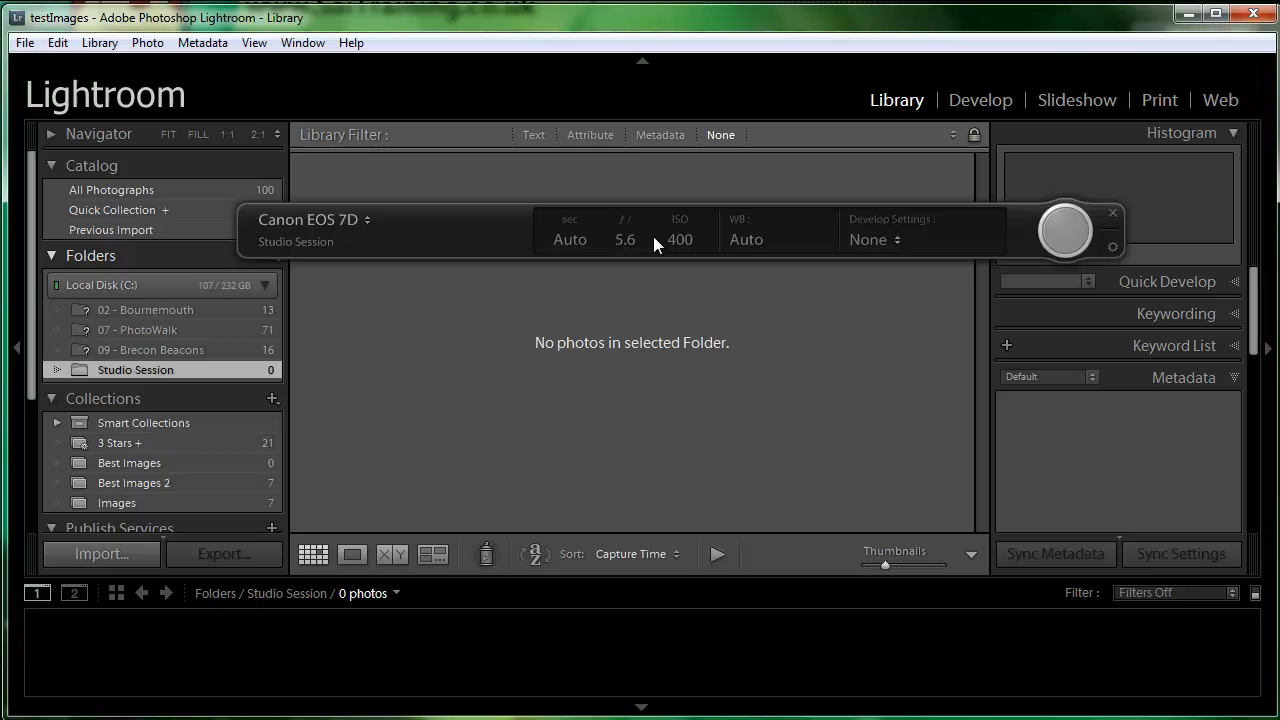 Lr testImages - Adobe Photoshop Lightroom - Library
File Edit Library Photo Metadata View Window Help
Lightroom
Library | Develop | Slideshow | Print | Web
Navigator FIT FILL 1:1 2:1
Library Filter : Text Attribute Metadata None
Histogram
Catalog
All Photographs 100
Quick Collection +
Previous Import
Canon EOS 7D
Studio Session
sec ƒ / ISO WB : Develop Settings :
Auto 5.6 400 Auto None
Folders
Local Disk (C:) 107 / 232 GB
02 - Bournemouth 13
07 - PhotoWalk 71
09 - Brecon Beacons 16
Studio Session 0
No photos in selected Folder.
Quick Develop
Keywording
+ Keyword List
Default Metadata
Collections +
Smart Collections
3 Stars + 21
Best Images 0
Best Images 2 7
Images 7
Publish Services +
Import... Export...
XY
Sort: Capture Time
Thumbnails
Sync Metadata Sync Settings
1 2 Folders / Studio Session / 0 photos
Filter : Filters Off